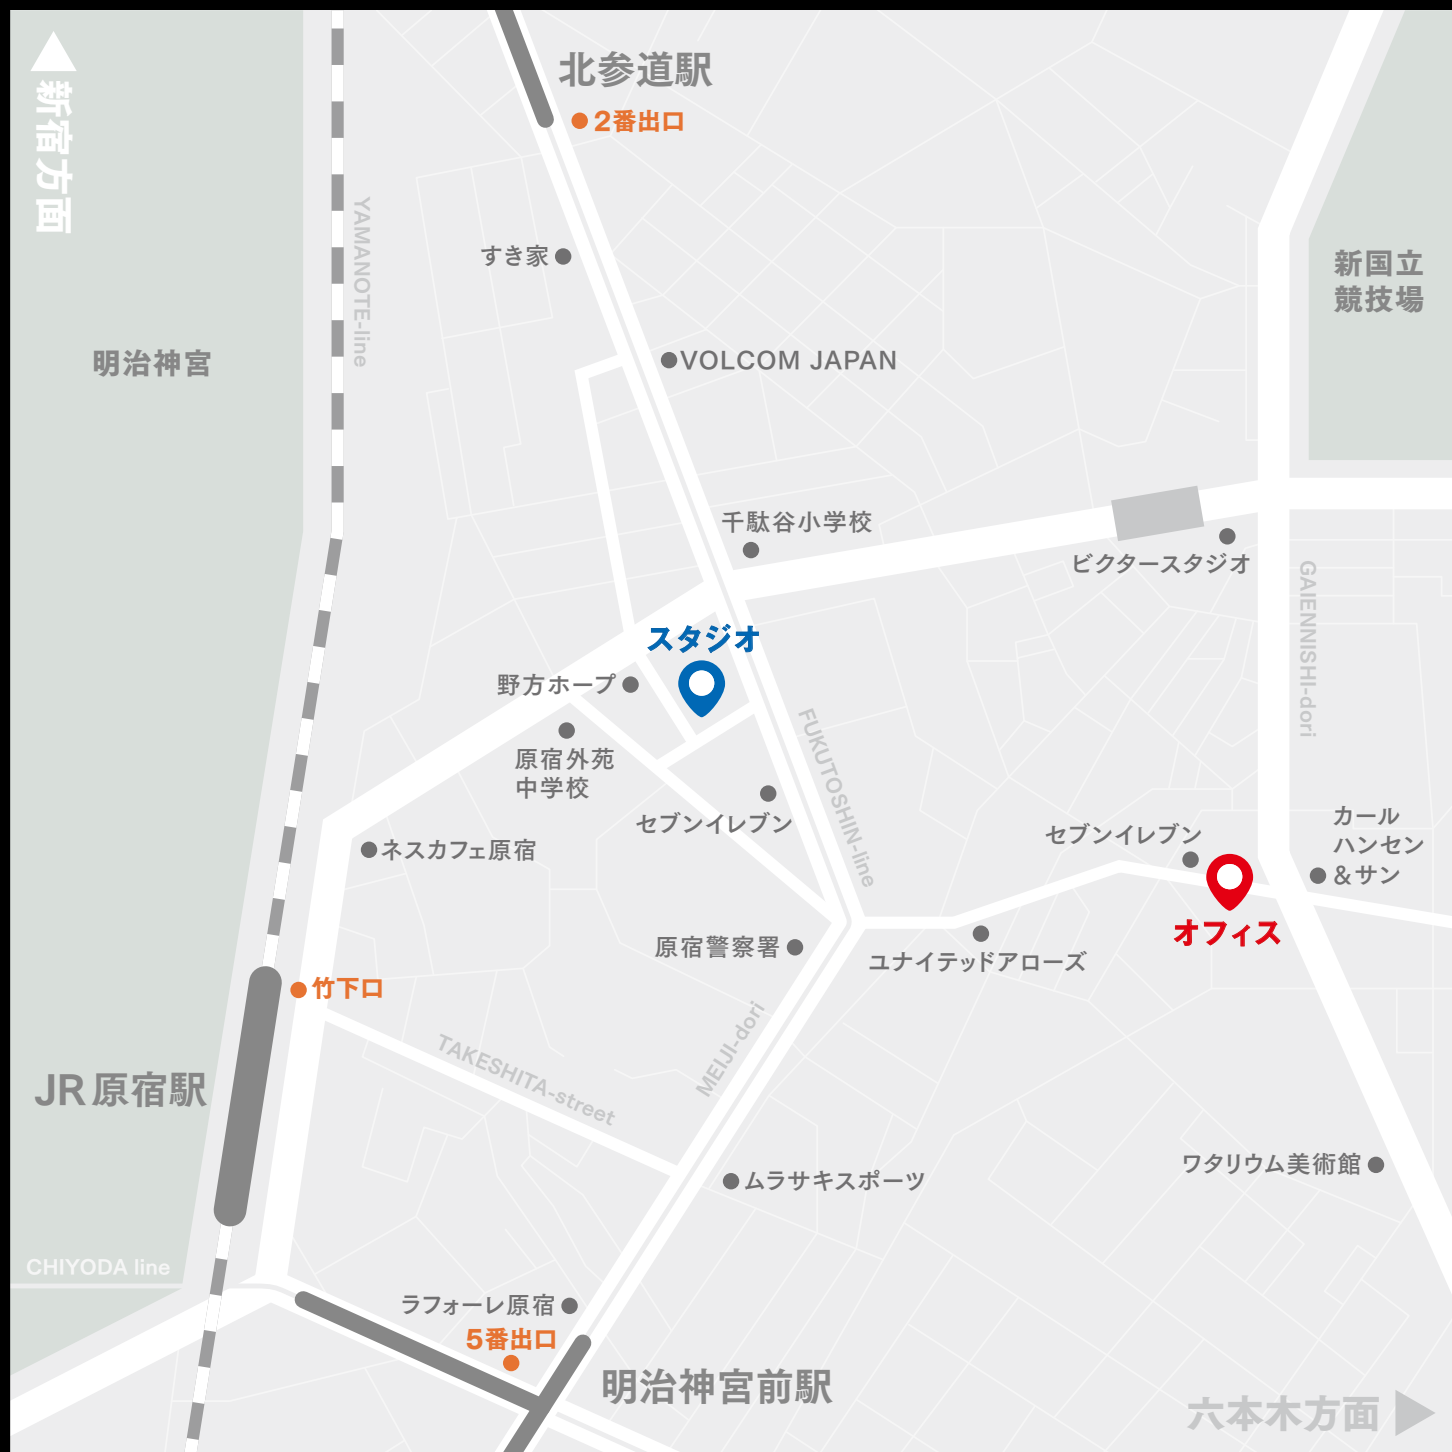 新宿方面
北参道駅
2番出口
YAMANOTE-line
すき家
新国立
競技場
明治神宮
VOLCOM JAPAN
千駄谷小学校
ビクタースタジオ
GAIENNISHI-dori
スタジオ
野方ホープ
原宿外苑
中学校
FUKUTOSHIN-line
セブンイレブン
ネスカフェ原宿
セブンイレブン
カール
ハンセン
&サン
オフィス
原宿警察署
ユナイテッドアローズ
竹下口
MEIJI-dori
TAKESHITA-street
JR原宿駅
ムラサキスポーツ
ワタリウム美術館
CHIYODA line
ラフォーレ原宿
5番出口
明治神宮前駅
六本木方面